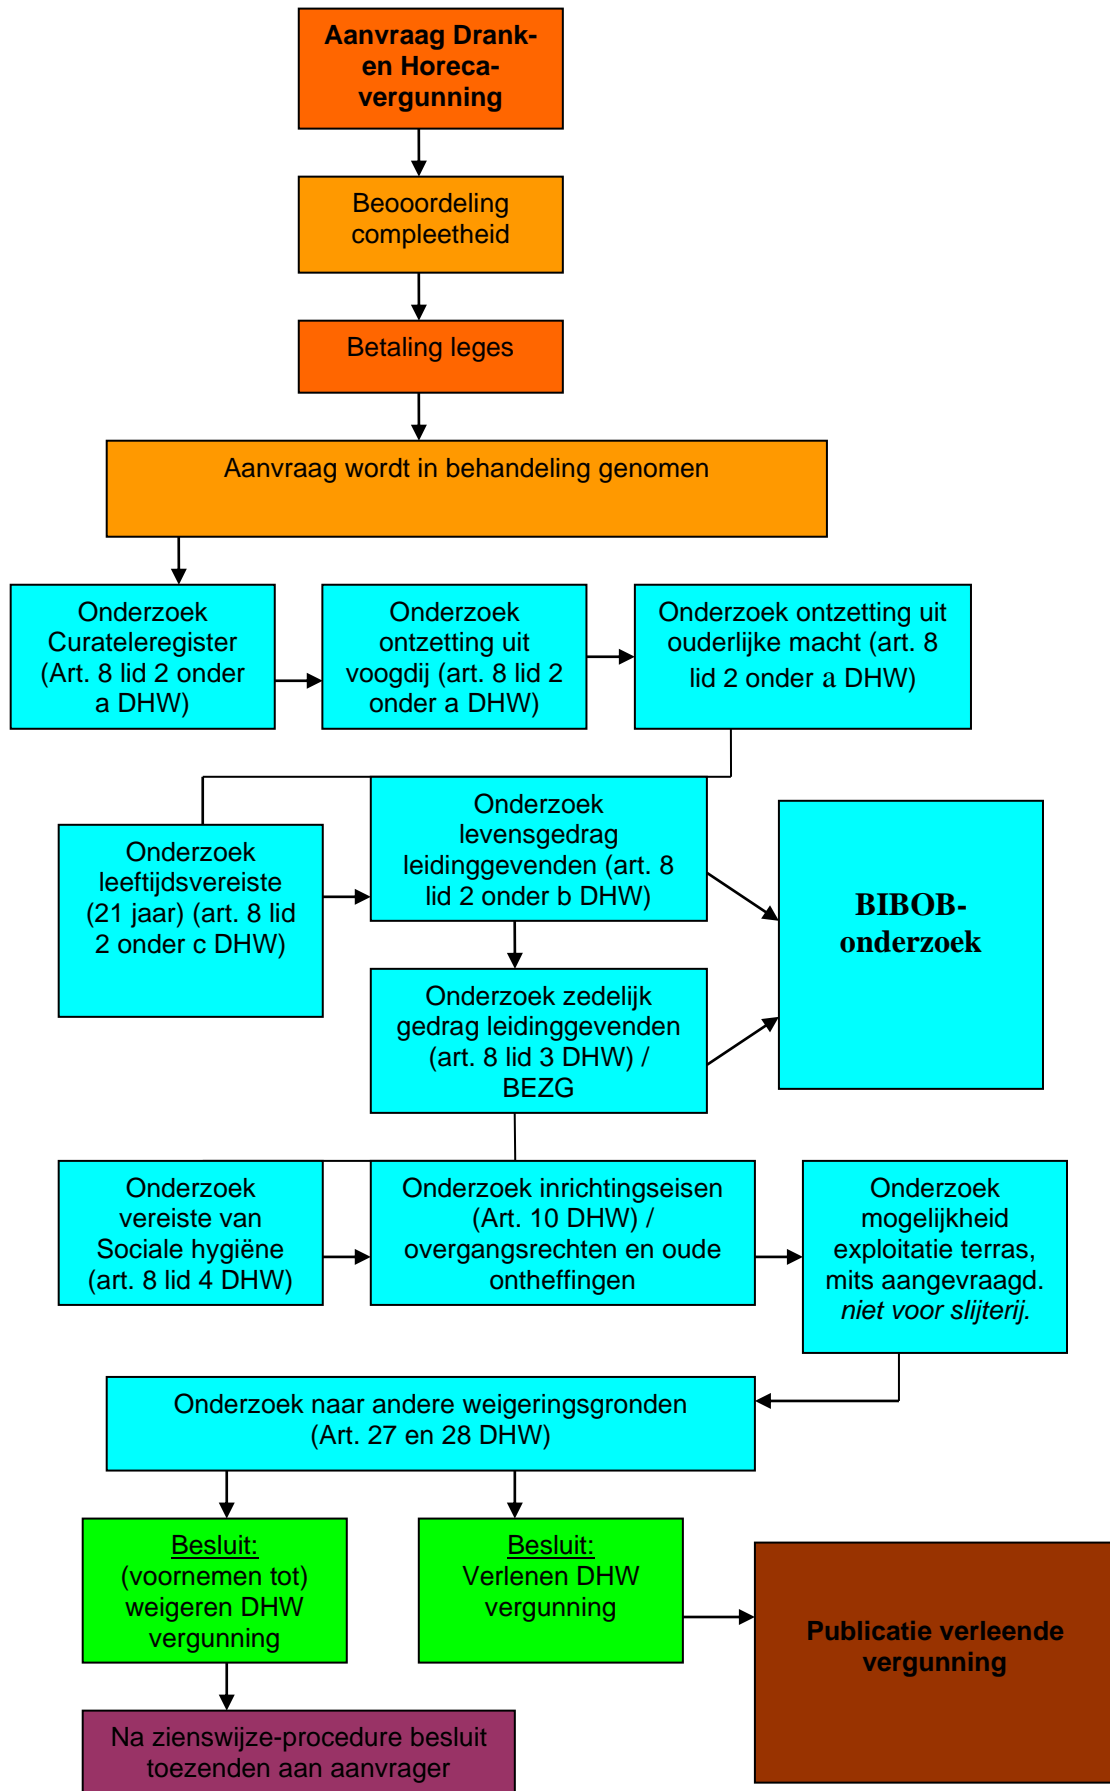 Aanvraag Drank-
en Horeca-
vergunning
Beooordeling
compleetheid
Betaling leges
Aanvraag wordt in behandeling genomen
Onderzoek
Curateleregister
(Art. 8 lid 2 onder
a DHW)
Onderzoek
ontzetting uit
voogdij (art. 8 lid 2
onder a DHW)
Onderzoek ontzetting uit
ouderlijke macht (art. 8
lid 2 onder a DHW)
Onderzoek
leeftijdsvereiste
(21 jaar) (art. 8 lid
2 onder c DHW)
Onderzoek
levensgedrag
leidinggevenden (art. 8
lid 2 onder b DHW)
BIBOB-
onderzoek
Onderzoek zedelijk
gedrag leidinggevenden
(art. 8 lid 3 DHW) /
BEZG
Onderzoek
vereiste van
Sociale hygiëne
(art. 8 lid 4 DHW)
Onderzoek inrichtingseisen
(Art. 10 DHW) /
overgangsrechten en oude
ontheffingen
Onderzoek
mogelijkheid
exploitatie terras,
mits aangevraagd.
niet voor slijterij.
Onderzoek naar andere weigeringsgronden
(Art. 27 en 28 DHW)
Besluit:
(voornemen tot)
weigeren DHW
vergunning
Besluit:
Verlenen DHW
vergunning
Publicatie verleende
vergunning
Na zienswijze-procedure besluit
toezenden aan aanvrager